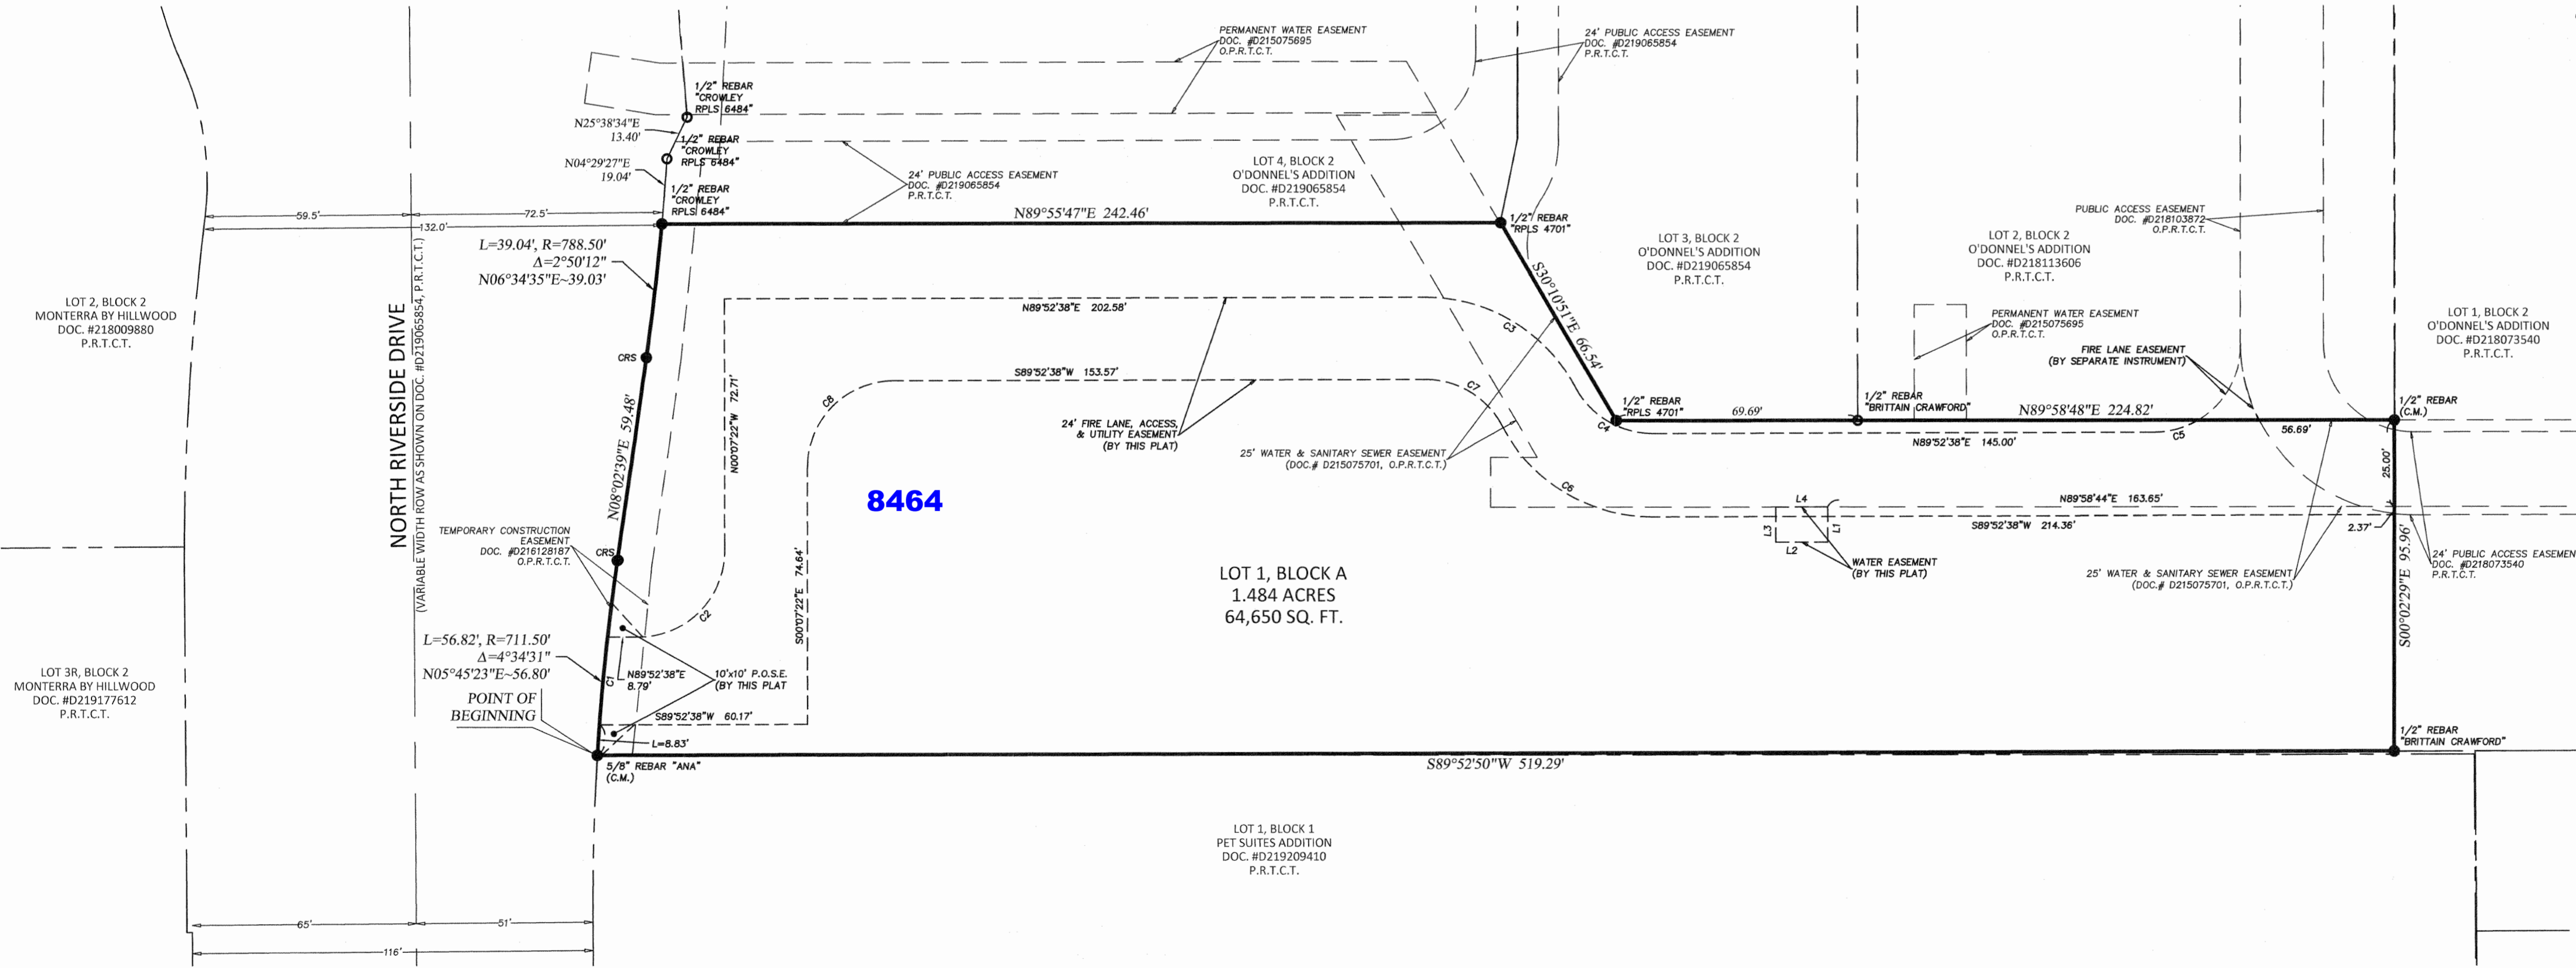 PERMANENT WATER EASEMENT
DOC. #D215075695
O.P.R.T.C.T.
24' PUBLIC ACCESS EASEMENT
DOC. #D219065854
P.R.T.C.T.
1/2" REBAR
"CROWLEY
RPLS 6484"
N25°38'34"E
13.40'
1/2" REBAR
"CROWLEY
RPLS 6484"
N04°29'27"E
19.04'
1/2" REBAR
"CROWLEY
RPLS 6484"
24' PUBLIC ACCESS EASEMENT
DOC. #D219065854
P.R.T.C.T.
LOT 4, BLOCK 2
O'DONNEL'S ADDITION
DOC. #D219065854
P.R.T.C.T.
59.5'
72.5'
132.0'
N89°55'47"E 242.46'
1/2" REBAR
"RPLS 4701"
LOT 3, BLOCK 2
O'DONNEL'S ADDITION
DOC. #D219065854
P.R.T.C.T.
LOT 2, BLOCK 2
O'DONNEL'S ADDITION
DOC. #D218113606
P.R.T.C.T.
PUBLIC ACCESS EASEMENT
DOC. #D218103872
O.P.R.T.C.T.
L=39.04', R=788.50'
Δ=2°50'12"
N06°34'35"E~39.03'
LOT 2, BLOCK 2
MONTERRA BY HILLWOOD
DOC. #218009880
P.R.T.C.T.
NORTH RIVERSIDE DRIVE
(VARIABLE WIDTH ROW AS SHOWN ON DOC. #D219065854, P.R.T.C.T.)
S30°10'51"E 66.54'
N89°52'38"E 202.58'
C3
PERMANENT WATER EASEMENT
DOC. #D215075695
O.P.R.T.C.T.
FIRE LANE EASEMENT
(BY SEPARATE INSTRUMENT)
LOT 1, BLOCK 2
O'DONNEL'S ADDITION
DOC. #D218073540
P.R.T.C.T.
CRS
S89°52'38"W 153.57'
C7
C8
N00°07'22"W 72.71'
N08°02'39"E 59.48'
1/2" REBAR
"RPLS 4701"
69.69'
1/2" REBAR
"BRITTAIN CRAWFORD"
N89°58'48"E 224.82'
1/2" REBAR
(C.M.)
C4
24' FIRE LANE, ACCESS,
& UTILITY EASEMENT
(BY THIS PLAT)
N89°52'38"E 145.00'
C5
56.69'
25' WATER & SANITARY SEWER EASEMENT
(DOC.# D215075701, O.P.R.T.C.T.)
25.00'
C6
8464
L4
N89°58'44"E 163.65'
L3
L1
S89°52'38"W 214.36'
2.37'
L2
TEMPORARY CONSTRUCTION
EASEMENT
DOC. #D216128187
O.P.R.T.C.T.
CRS
S00°07'22"E 74.64'
LOT 1, BLOCK A
1.484 ACRES
64,650 SQ. FT.
WATER EASEMENT
(BY THIS PLAT)
25' WATER & SANITARY SEWER EASEMENT
(DOC.# D215075701, O.P.R.T.C.T.)
S00°02'29"E 95.96'
24' PUBLIC ACCESS EASEMEN
DOC. #D218073540
P.R.T.C.T.
C2
L=56.82', R=711.50'
Δ=4°34'31"
N05°45'23"E~56.80'
C1
N89°52'38"E
8.79'
10'x10' P.O.S.E.
(BY THIS PLAT
LOT 3R, BLOCK 2
MONTERRA BY HILLWOOD
DOC. #D219177612
P.R.T.C.T.
POINT OF
BEGINNING
S89°52'38"W 60.17'
L=8.83'
5/8" REBAR "ANA"
(C.M.)
S89°52'50"W 519.29'
1/2" REBAR
"BRITTAIN CRAWFORD"
LOT 1, BLOCK 1
PET SUITES ADDITION
DOC. #D219209410
P.R.T.C.T.
65'
51'
116'